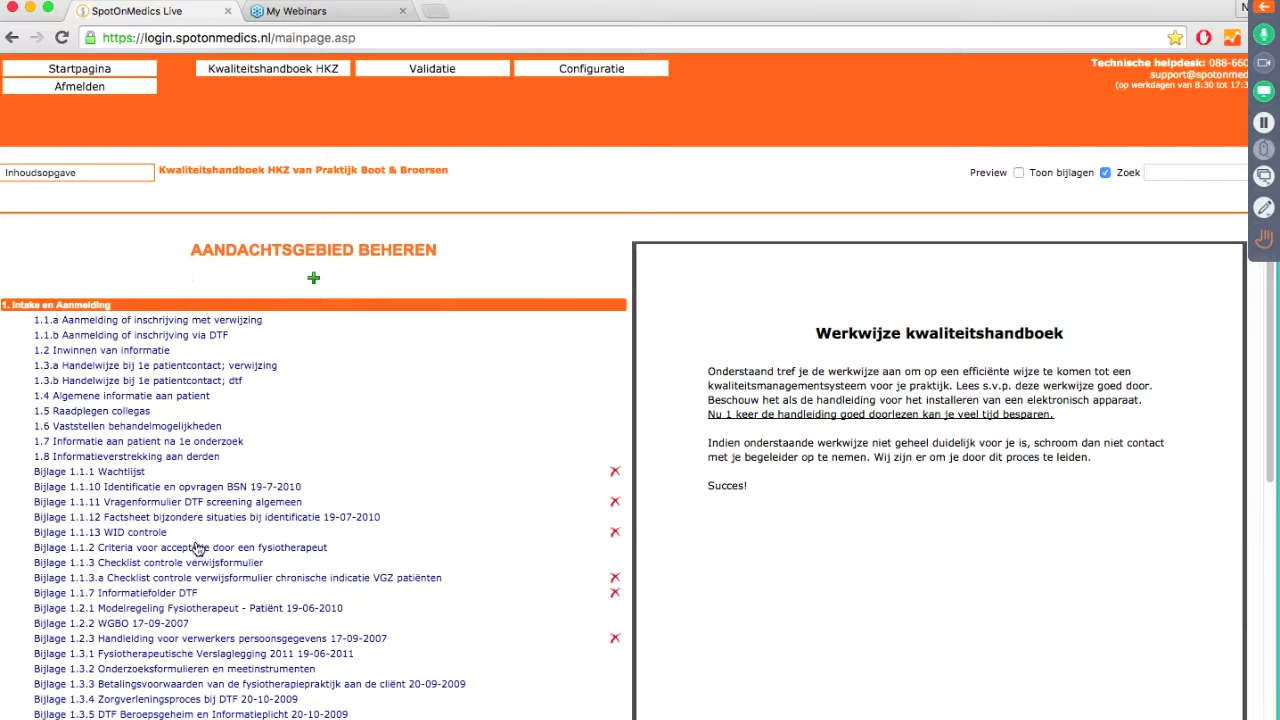 SpotOnMedics Live
My Webinars
https://login.spotonmedics.nl/mainpage.asp
Startpagina
Kwaliteitshandboek HKZ
Validatie
Configuratie
Afmelden
Technische helpdesk: 088-660
support@spotonmed
(op werkdagen van 8:30 tot 17:3
Inhoudsopgave
Kwaliteitshandboek HKZ van Praktijk Boot & Broersen
Preview
Toon bijlagen
Zoek
AANDACHTSGEBIED BEHEREN
1. Intake en Aanmelding
1.1.a Aanmelding of inschrijving met verwijzing
1.1.b Aanmelding of inschrijving via DTF
1.2 Inwinnen van informatie
1.3.a Handelwijze bij 1e patientcontact; verwijzing
1.3.b Handelwijze bij 1e patientcontact; dtf
1.4 Algemene informatie aan patient
1.5 Raadplegen collegas
1.6 Vaststellen behandelmogelijkheden
1.7 Informatie aan patient na 1e onderzoek
1.8 Informatieverstrekking aan derden
Bijlage 1.1.1 Wachtlijst
Bijlage 1.1.10 Identificatie en opvragen BSN 19-7-2010
Bijlage 1.1.11 Vragenformulier DTF screening algemeen
Bijlage 1.1.12 Factsheet bijzondere situaties bij identificatie 19-07-2010
Bijlage 1.1.13 WID controle
Bijlage 1.1.2 Criteria voor acceptatie door een fysiotherapeut
Bijlage 1.1.3 Checklist controle verwijsformulier
Bijlage 1.1.3.a Checklist controle verwijsformulier chronische indicatie VGZ patiënten
Bijlage 1.1.7 Informatiefolder DTF
Bijlage 1.2.1 Modelregeling Fysiotherapeut - Patiënt 19-06-2010
Bijlage 1.2.2 WGBO 17-09-2007
Bijlage 1.2.3 Handleiding voor verwerkers persoonsgegevens 17-09-2007
Bijlage 1.3.1 Fysiotherapeutische Verslaglegging 2011 19-06-2011
Bijlage 1.3.2 Onderzoeksformulieren en meetinstrumenten
Bijlage 1.3.3 Betalingsvoorwaarden van de fysiotherapiepraktijk aan de cliënt 20-09-2009
Bijlage 1.3.4 Zorgverleningsproces bij DTF 20-10-2009
Bijlage 1.3.5 DTF Beroepsgeheim en Informatieplicht 20-10-2009
Werkwijze kwaliteitshandboek
Onderstaand tref je de werkwijze aan om op een efficiënte wijze te komen tot een
kwaliteitsmanagementsysteem voor je praktijk. Lees s.v.p. deze werkwijze goed door.
Beschouw het als de handleiding voor het installeren van een elektronisch apparaat.
Nu 1 keer de handleiding goed doorlezen kan je veel tijd besparen.
Indien onderstaande werkwijze niet geheel duidelijk voor je is, schroom dan niet contact
met je begeleider op te nemen. Wij zijn er om je door dit proces te leiden.
Succes!